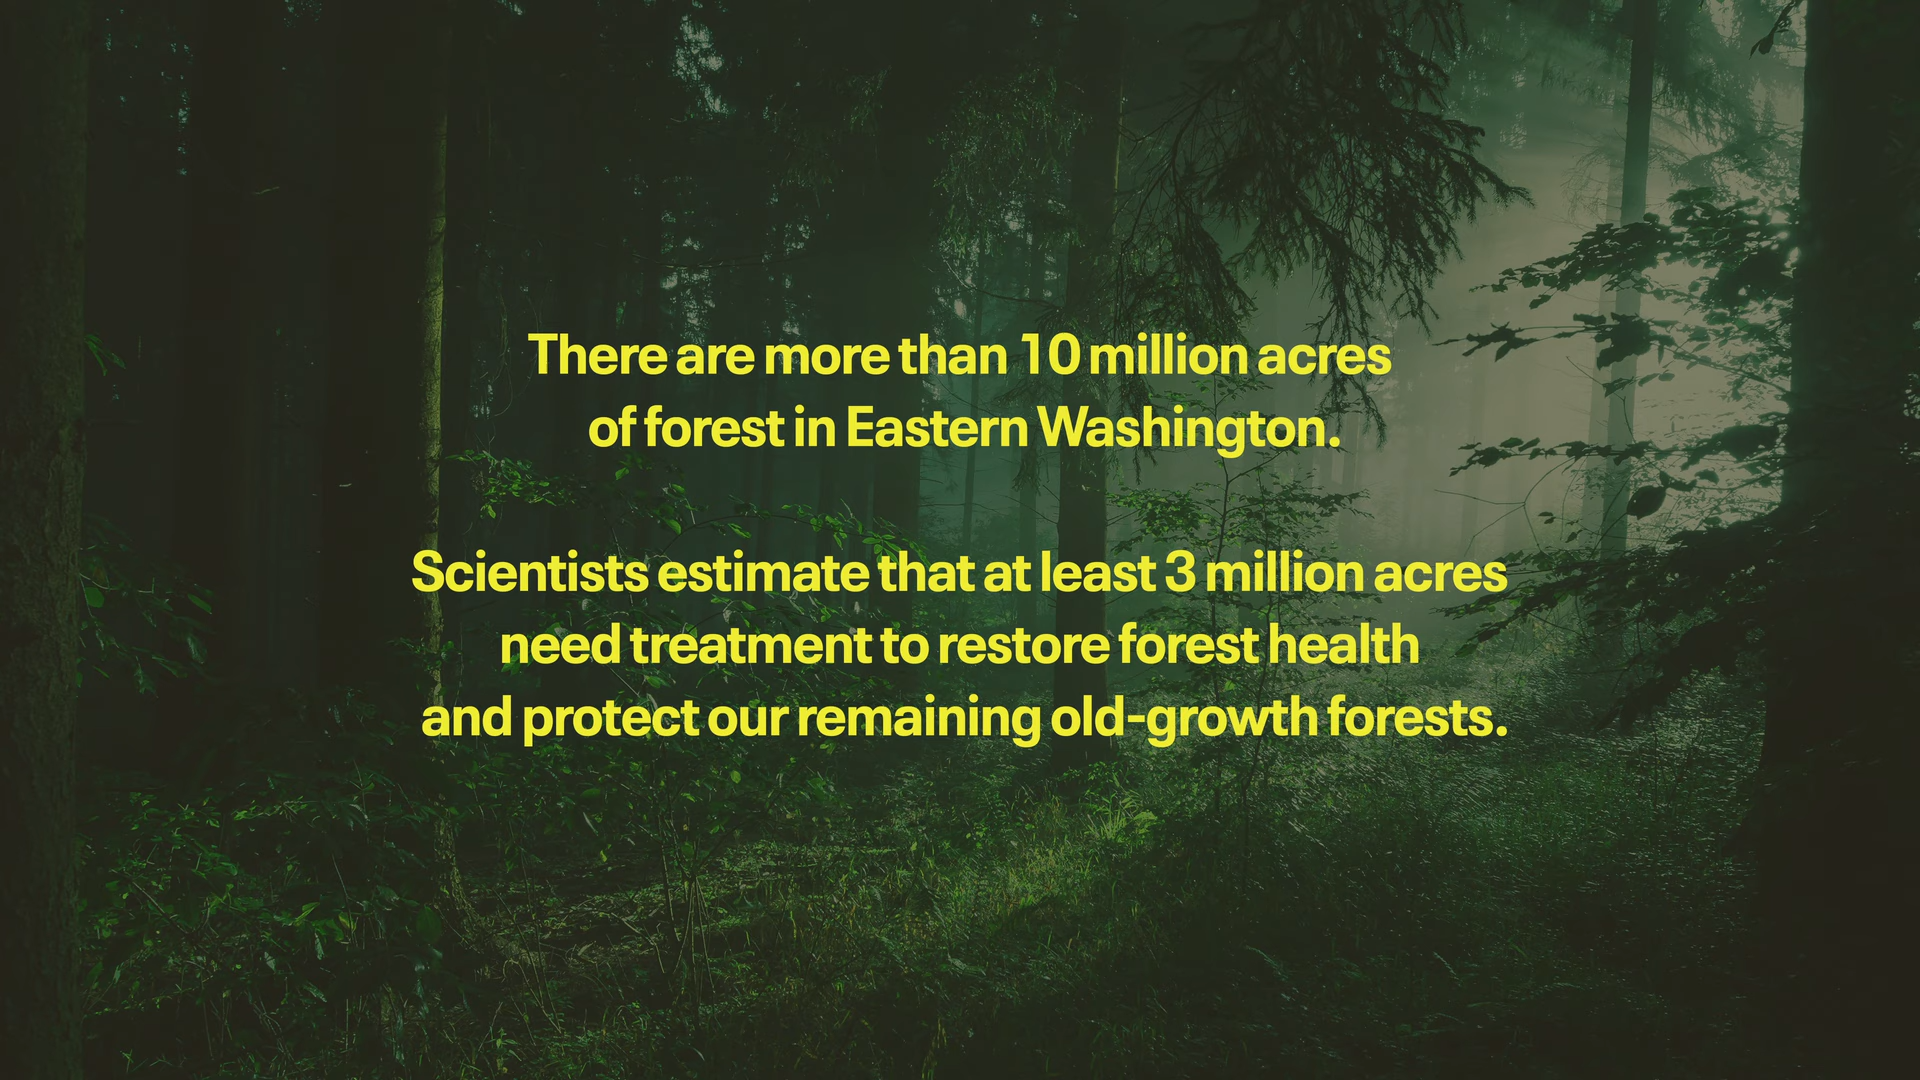 There are more than 10 million acres
of forest in Eastern Washington.
Scientists estimate that at least 3 million acres
need treatment to restore forest health
and protect our remaining old-growth forests.